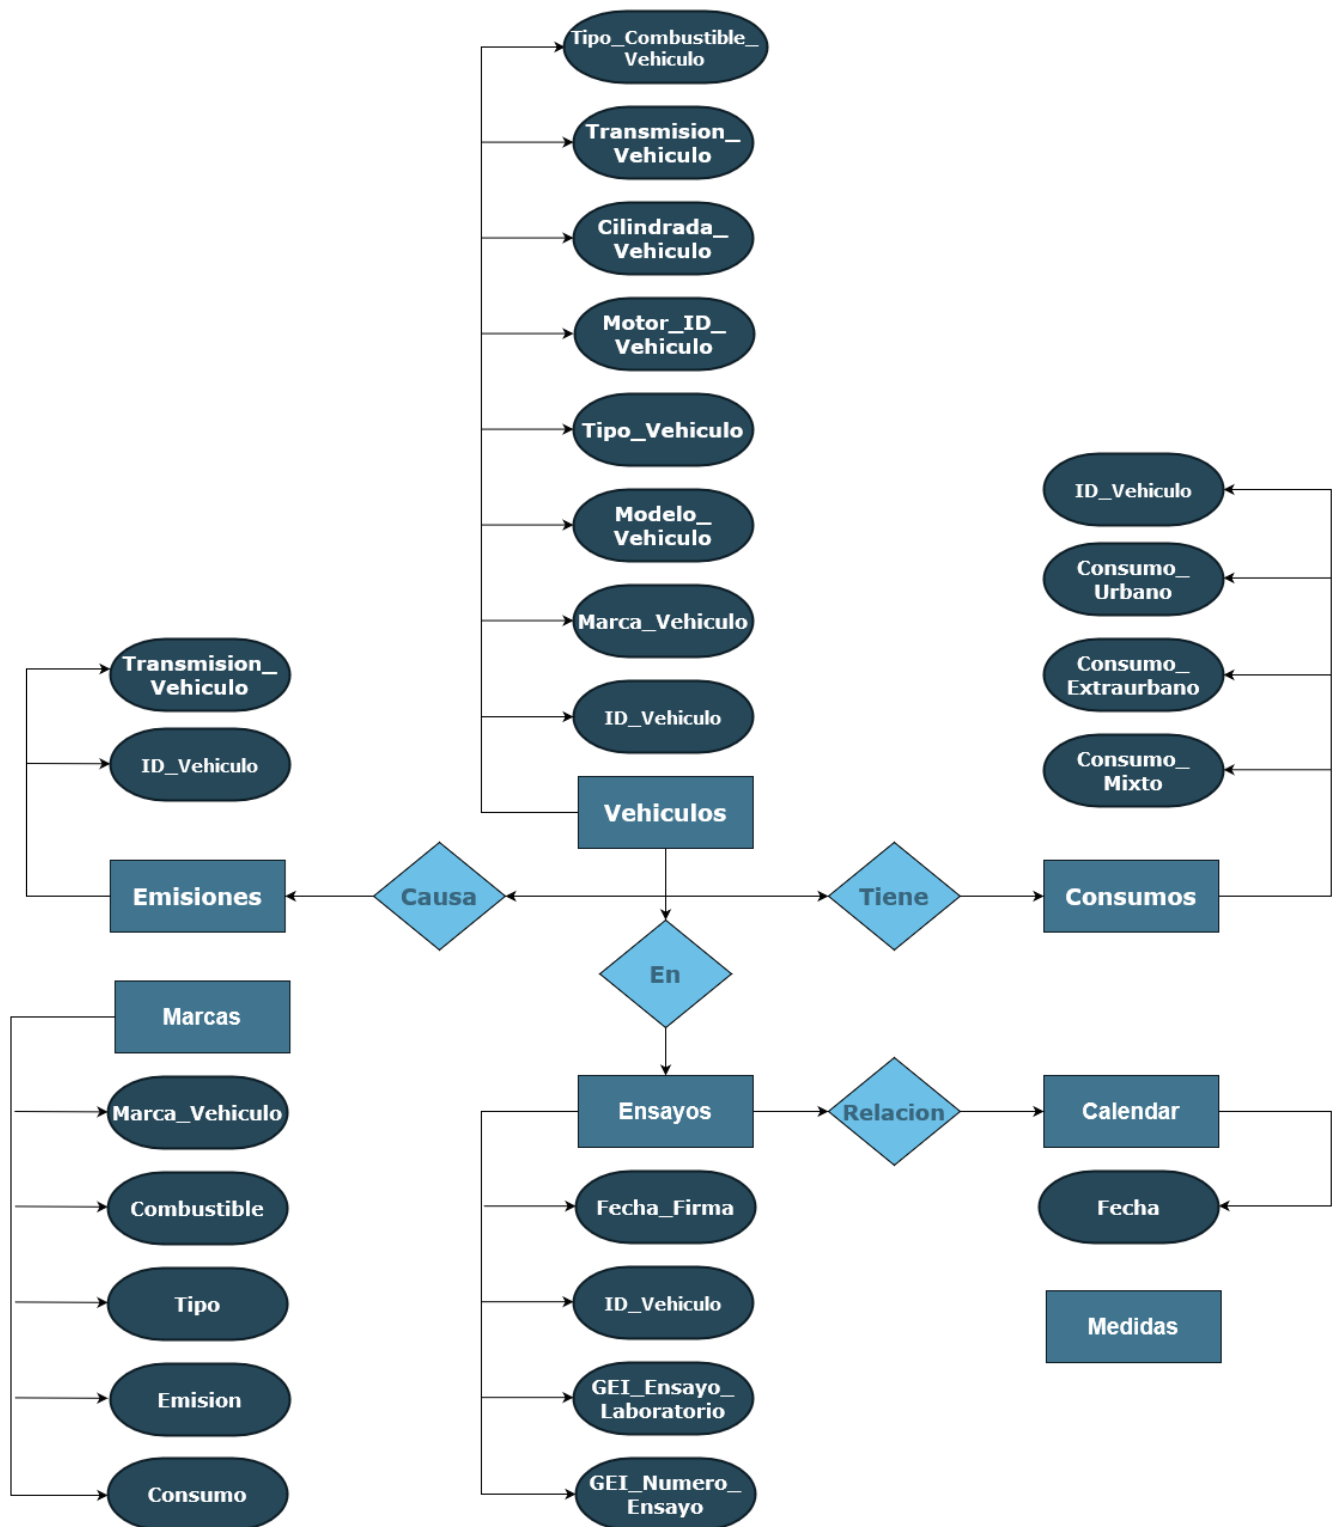 Tipo_Combustible_
Vehiculo
Transmision_
Vehiculo
Cilindrada_
Vehiculo
Motor_ID_
Vehiculo
Tipo_Vehiculo
Modelo_
Vehiculo
Marca_Vehiculo
ID_Vehiculo
Vehiculos
Transmision_
Vehiculo
ID_Vehiculo
Emisiones
Causa
Tiene
Consumos
ID_Vehiculo
Consumo_
Urbano
Consumo_
Extraurbano
Consumo_
Mixto
En
Marcas
Marca_Vehiculo
Combustible
Tipo
Emision
Consumo
Ensayos
Relacion
Calendar
Fecha_Firma
ID_Vehiculo
GEI_Ensayo_
Laboratorio
GEI_Numero_
Ensayo
Fecha
Medidas